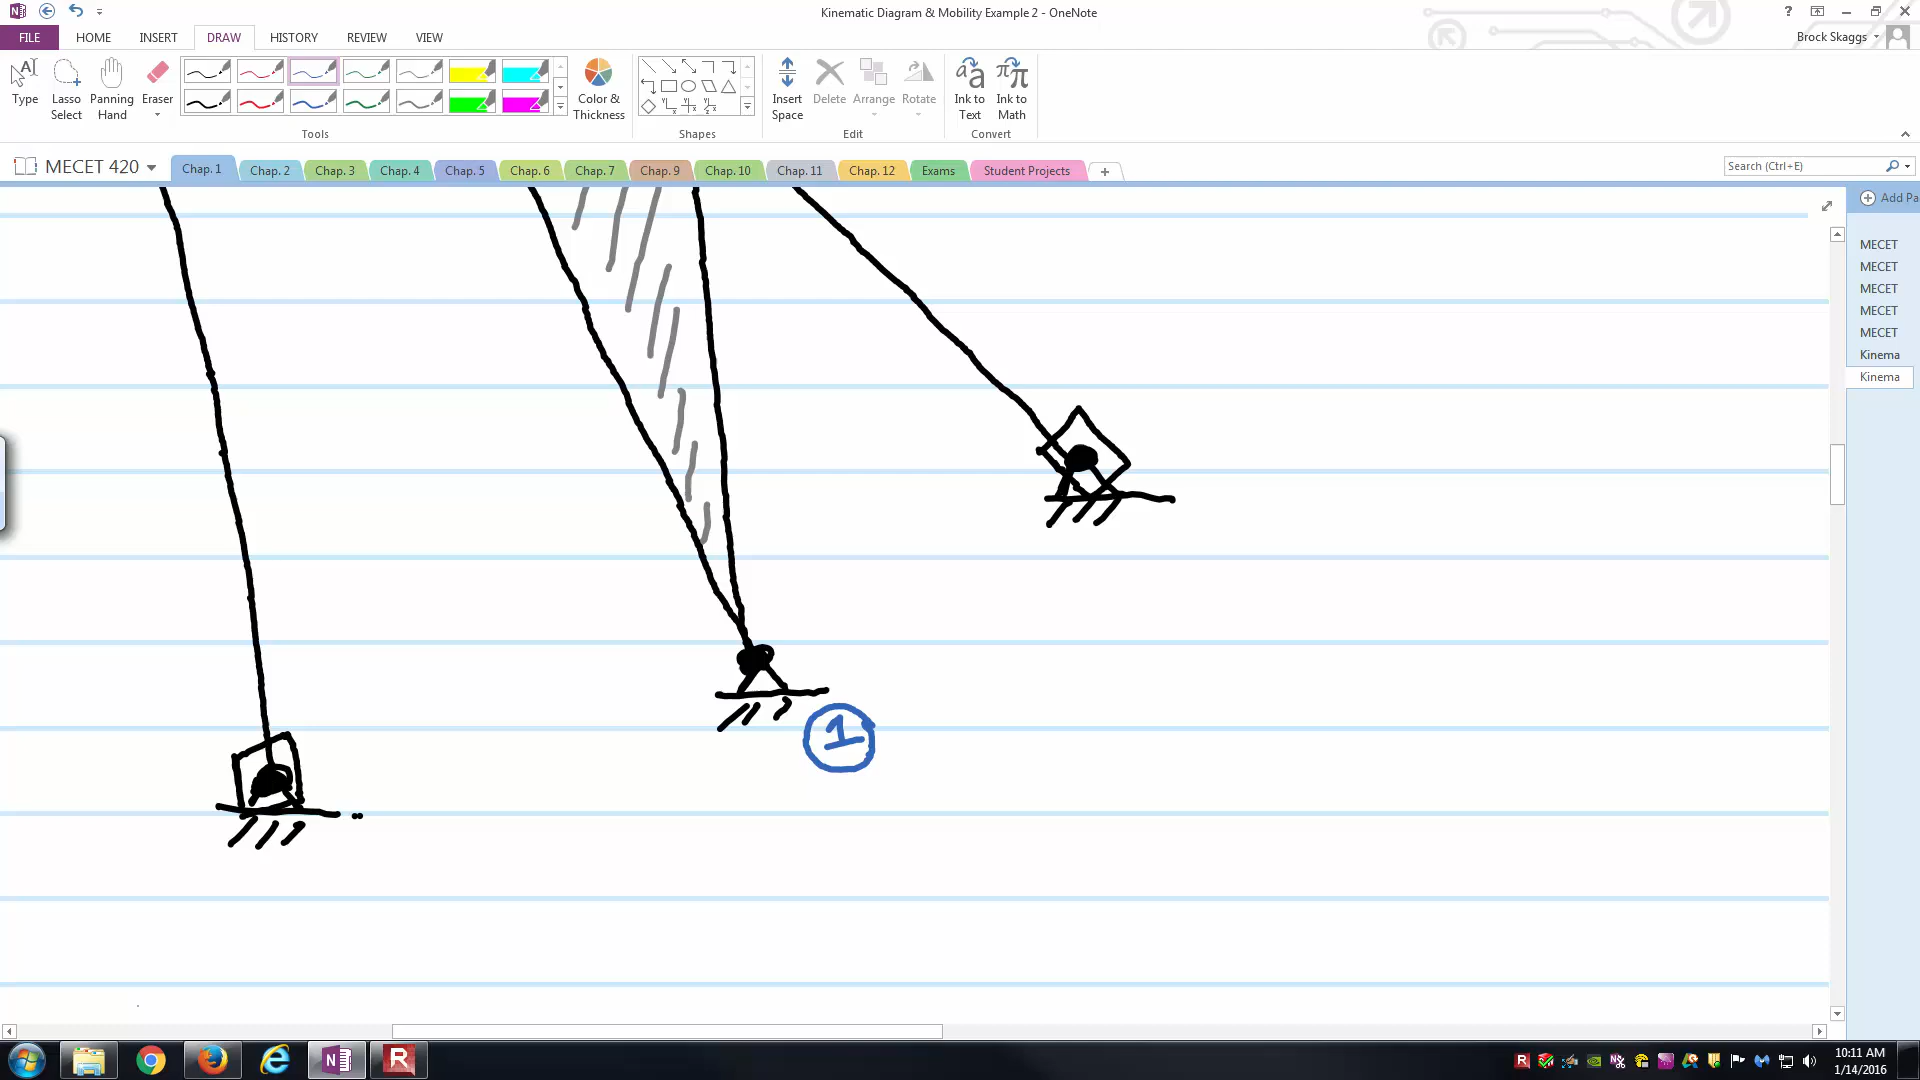 Kinematic Diagram & Mobility Example 2 - OneNote
FILE HOME INSERT DRAW HISTORY REVIEW VIEW
Brock Skaggs
Type
Lasso Select
Panning Hand
Eraser
Color & Thickness
Insert Space
Delete
Arrange
Rotate
Ink to Text
Ink to Math
Tools
Shapes
Edit
Convert
MECET 420
Chap. 1 Chap. 2 Chap. 3 Chap. 4 Chap. 5 Chap. 6 Chap. 7 Chap. 9 Chap. 10 Chap. 11 Chap. 12 Exams Student Projects
Search (Ctrl+E)
Add Pa
MECET
MECET
MECET
MECET
MECET
Kinema
Kinema
1
10:11 AM
1/14/2016